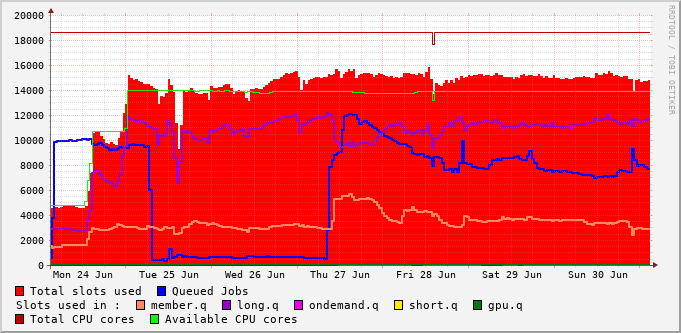 20000
18000
16000
14000
12000
10000
8000
6000
4000
2000
0
Mon 24 Jun Tue 25 Jun Wed 26 Jun Thu 27 Jun Fri 28 Jun Sat 29 Jun Sun 30 Jun
Total slots used Queued Jobs
Slots used in : member.q long.q ondemand.q short.q gpu.q
Total CPU cores Available CPU cores
RRDTOOL / TOBI OETIKER